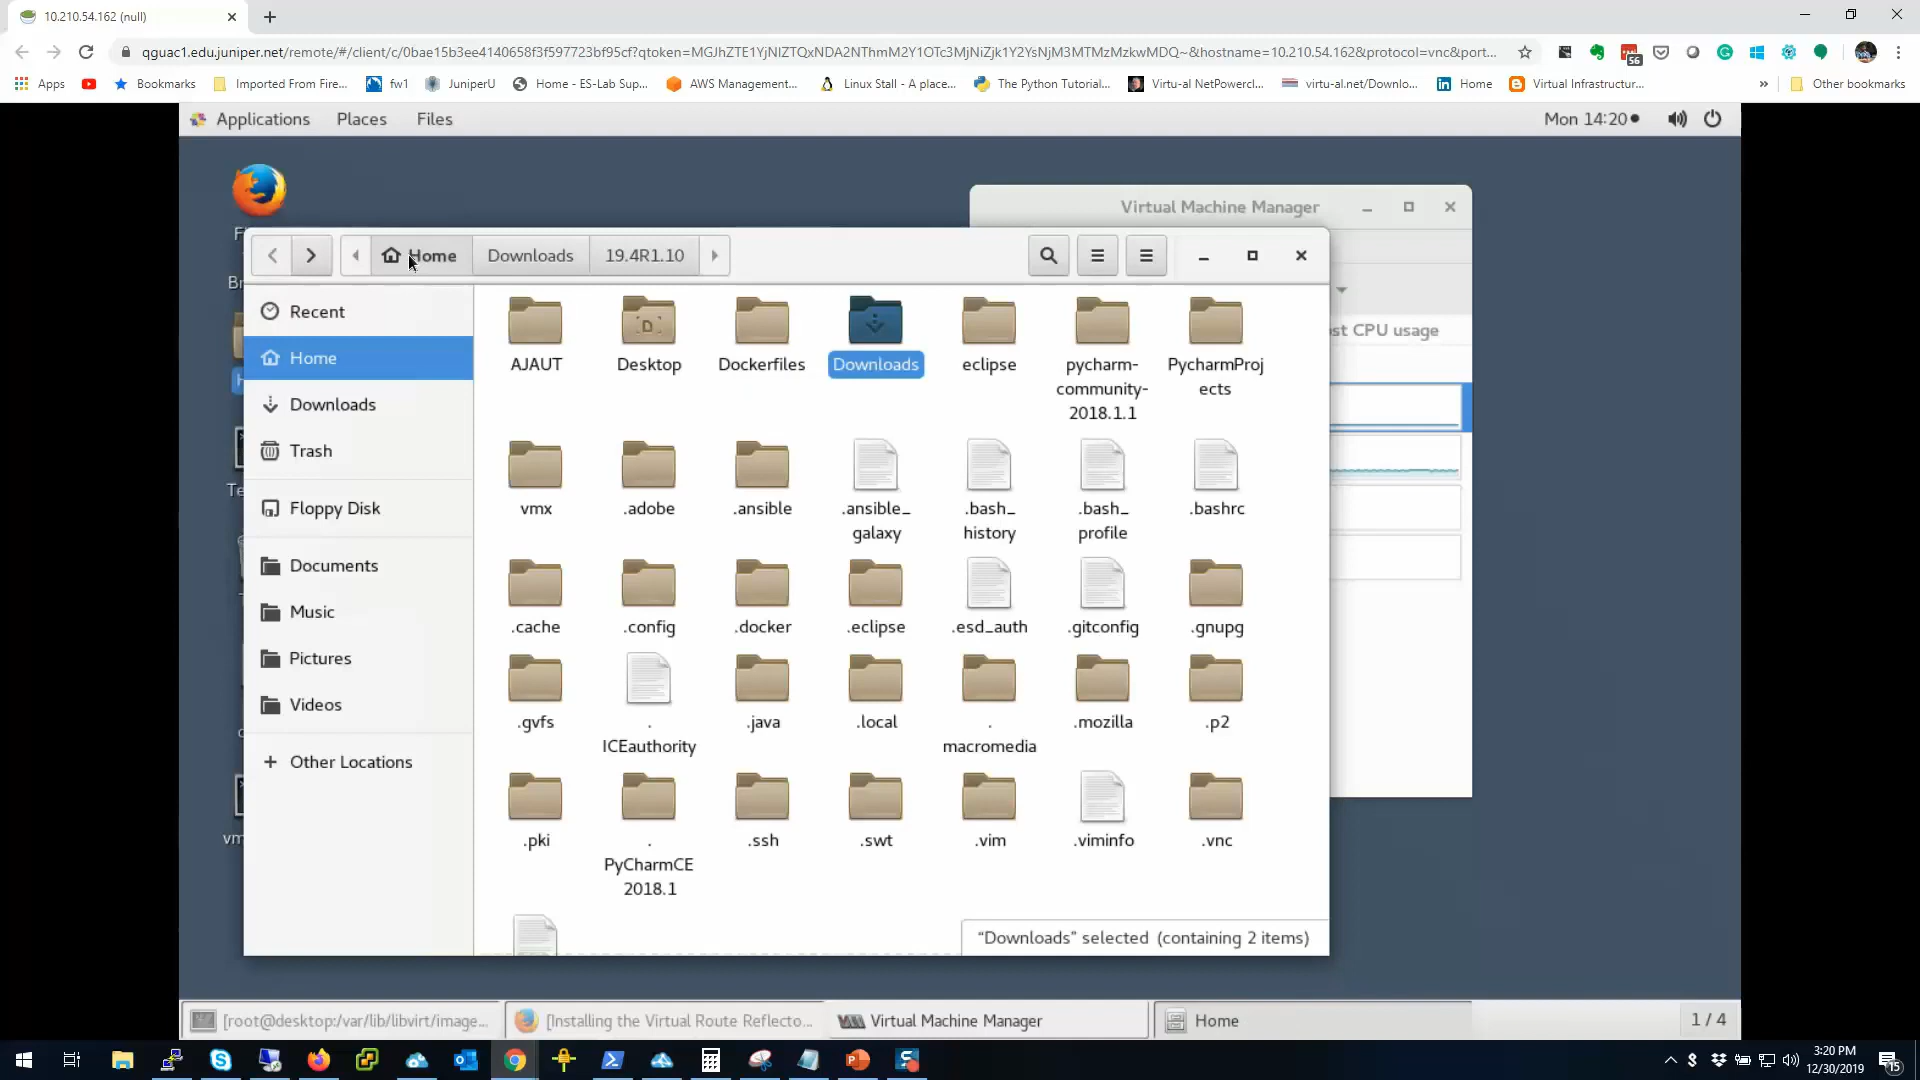 10.210.54.162 (null)
qguac1.edu.juniper.net/remote/#/client/c/0bae15b3ee4140658f3f597723bf95cf?qtoken=MGJhZTE1YjNlZTQxNDA2NThmM2Y1OTc3MjNiZjk1Y2YsNjM3MTMzMzkwMDQ~&hostname=10.210.54.162&protocol=vnc&port...
56
Apps
Bookmarks
Imported From Fire...
fw1
JuniperU
Home - ES-Lab Sup...
AWS Management...
Linux Stall - A place...
The Python Tutorial...
Virtu-al NetPowercl...
virtu-al.net/Downlo...
Home
Virtual Infrastructur...
»
Other bookmarks
Applications Places Files
Mon 14:20
Virtual Machine Manager
Home Downloads 19.4R1.10
st CPU usage
Recent
Home
Downloads
Trash
Floppy Disk
Documents
Music
Pictures
Videos
+ Other Locations
AJAUT
Desktop
Dockerfiles
Downloads
eclipse
pycharm-
community-
2018.1.1
PycharmProj
ects
vmx
.adobe
.ansible
.ansible_
galaxy
.bash_
history
.bash_
profile
.bashrc
.cache
.config
.docker
.eclipse
.esd_auth
.gitconfig
.gnupg
.gvfs
.
ICEauthority
.java
.local
.
macromedia
.mozilla
.p2
.pki
.
PyCharmCE
2018.1
.ssh
.swt
.vim
.viminfo
.vnc
"Downloads" selected (containing 2 items)
Br
Te
vm
[root@desktop:/var/lib/libvirt/image...
[Installing the Virtual Route Reflecto...
Virtual Machine Manager
Home
1 / 4
3:20 PM
12/30/2019
15